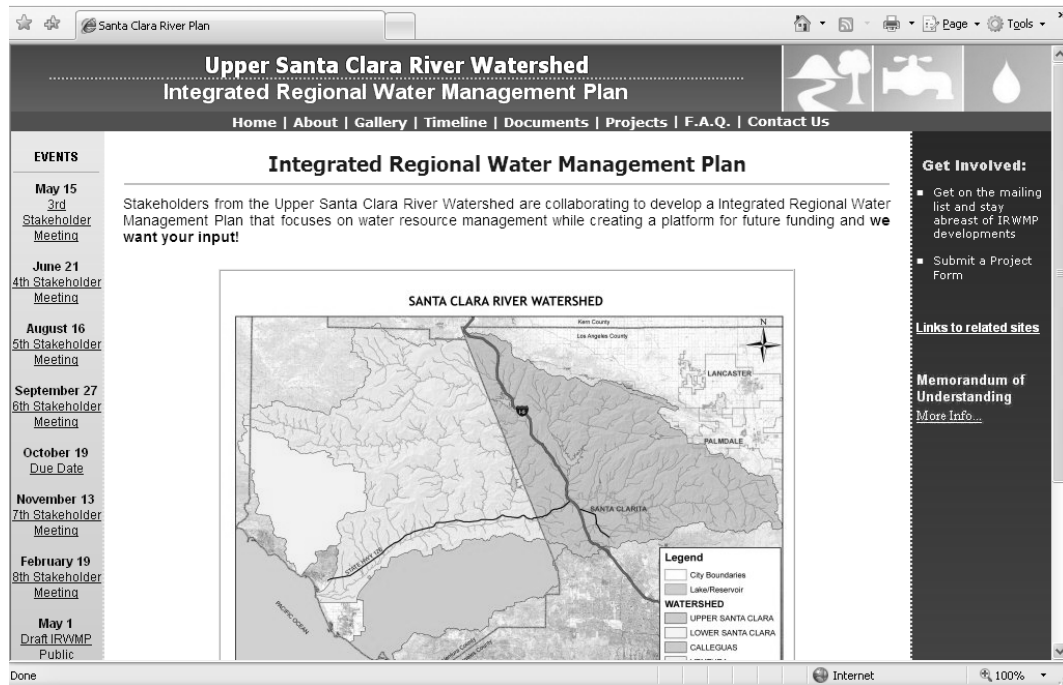 Santa Clara River Plan
Page
Tools
Upper Santa Clara River Watershed
Integrated Regional Water Management Plan
Home | About | Gallery | Timeline | Documents | Projects | F.A.Q. | Contact Us
EVENTS
May 15
3rd
Stakeholder
Meeting
June 21
4th Stakeholder
Meeting
August 16
5th Stakeholder
Meeting
September 27
6th Stakeholder
Meeting
October 19
Due Date
November 13
7th Stakeholder
Meeting
February 19
8th Stakeholder
Meeting
May 1
Draft IRWMP
Public
Integrated Regional Water Management Plan
Stakeholders from the Upper Santa Clara River Watershed are collaborating to develop a Integrated Regional Water
Management Plan that focuses on water resource management while creating a platform for future funding and we
want your input!
SANTA CLARA RIVER WATERSHED
Kern County
Los Angeles County
N
LANCASTER
PALMDALE
SANTA CLARITA
STATE HWY 126
PACIFIC OCEAN
Legend
City Boundaries
Lake/Reservoir
WATERSHED
UPPER SANTA CLARA
LOWER SANTA CLARA
CALLEGUAS
Get Involved:
Get on the mailing
list and stay
abreast of IRWMP
developments
Submit a Project
Form
Links to related sites
Memorandum of
Understanding
More Info...
Done
Internet
100%